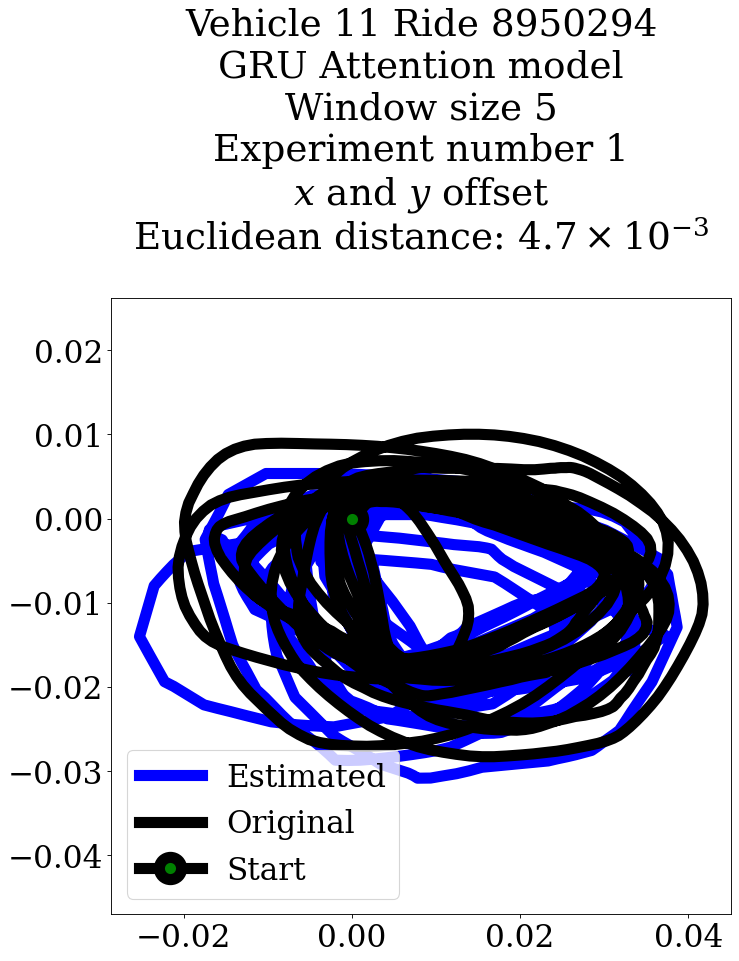 Vehicle 11 Ride 8950294
GRU Attention model
Window size 5
Experiment number 1
x and y offset
Euclidean distance: 4.7 × 10⁻³
0.02
0.01
0.00
−0.01
−0.02
−0.03
−0.04
Estimated
Original
Start
−0.02 0.00 0.02 0.04